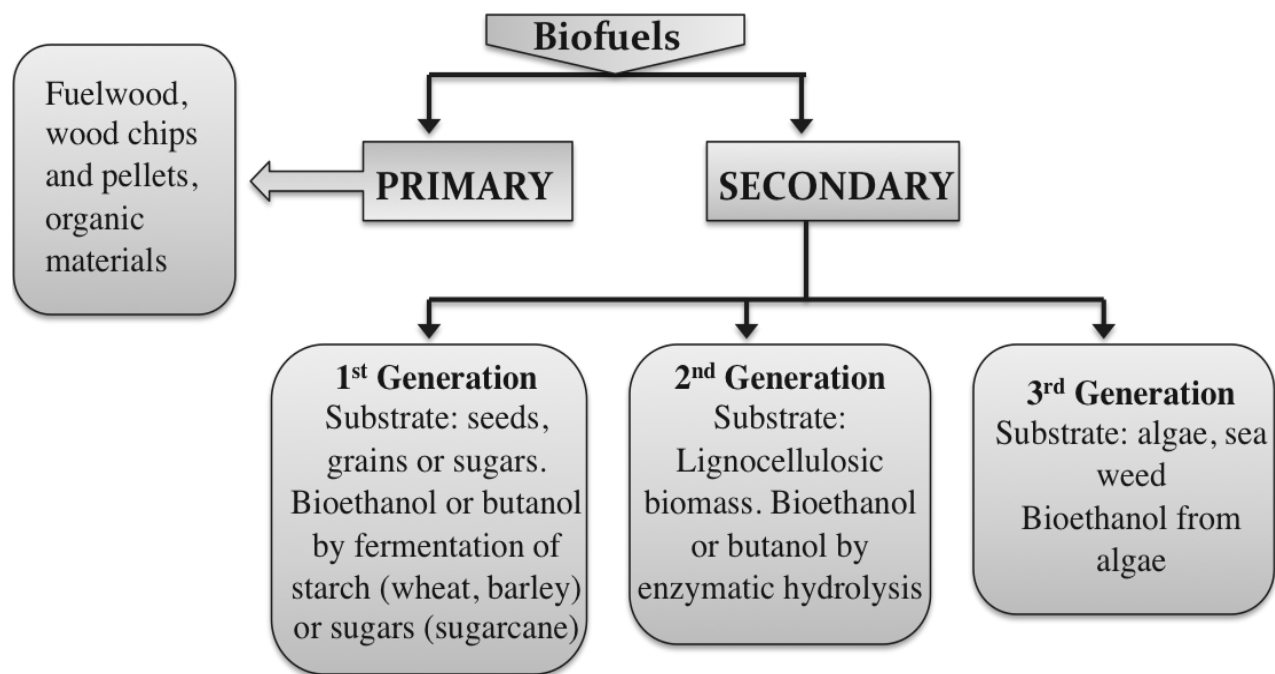 Biofuels
Fuelwood,
wood chips
and pellets,
organic
materials
PRIMARY
SECONDARY
1st Generation
Substrate: seeds,
grains or sugars.
Bioethanol or butanol
by fermentation of
starch (wheat, barley)
or sugars (sugarcane)
2nd Generation
Substrate:
Lignocellulosic
biomass. Bioethanol
or butanol by
enzymatic hydrolysis
3rd Generation
Substrate: algae, sea
weed
Bioethanol from
algae